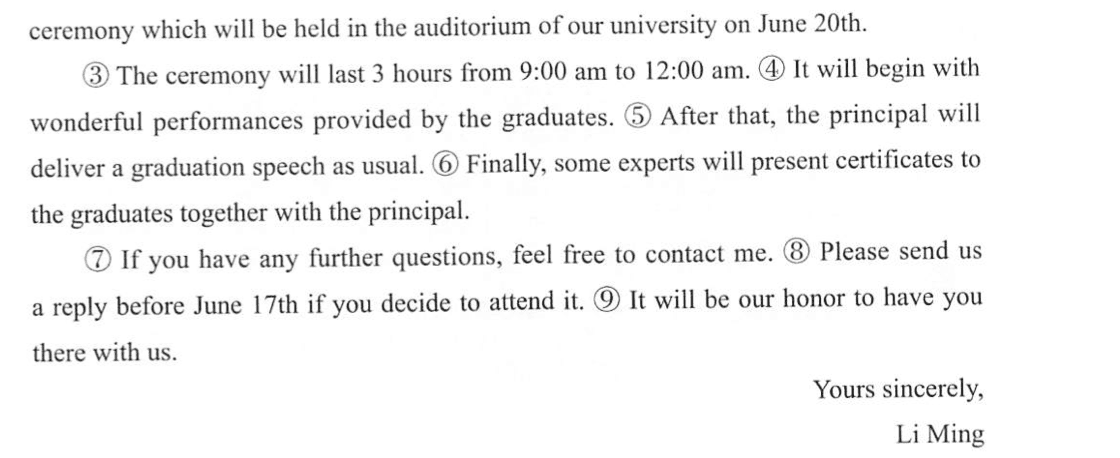 ceremony which will be held in the auditorium of our university on June 20th.
③ The ceremony will last 3 hours from 9:00 am to 12:00 am. ④ It will begin with
wonderful performances provided by the graduates. ⑤ After that, the principal will
deliver a graduation speech as usual. ⑥ Finally, some experts will present certificates to
the graduates together with the principal.
⑦ If you have any further questions, feel free to contact me. ⑧ Please send us
a reply before June 17th if you decide to attend it. ⑨ It will be our honor to have you
there with us.
Yours sincerely,
Li Ming